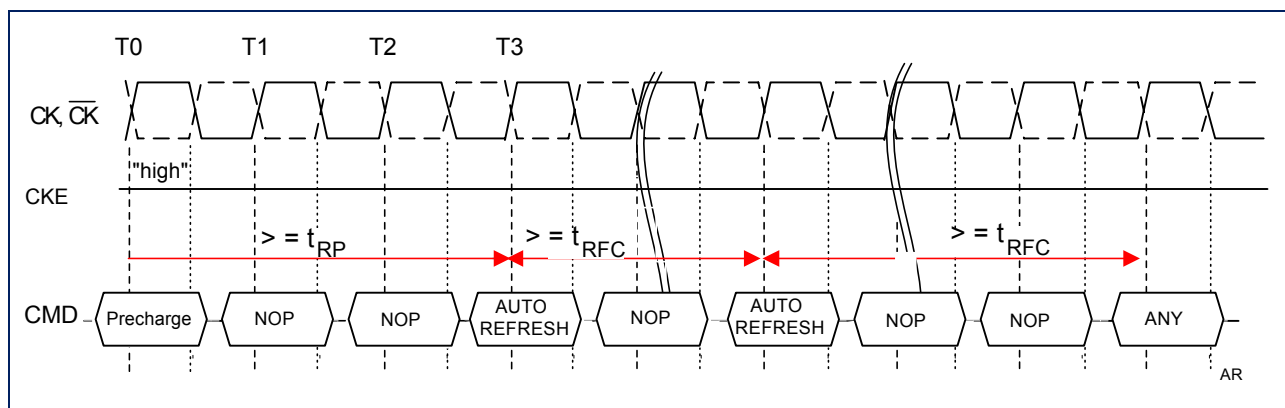 T0 T1 T2 T3
CK, C̅K̅
"high"
CKE
> = tRP > = tRFC > = tRFC
CMD Precharge NOP NOP AUTO REFRESH NOP AUTO REFRESH NOP NOP ANY
AR